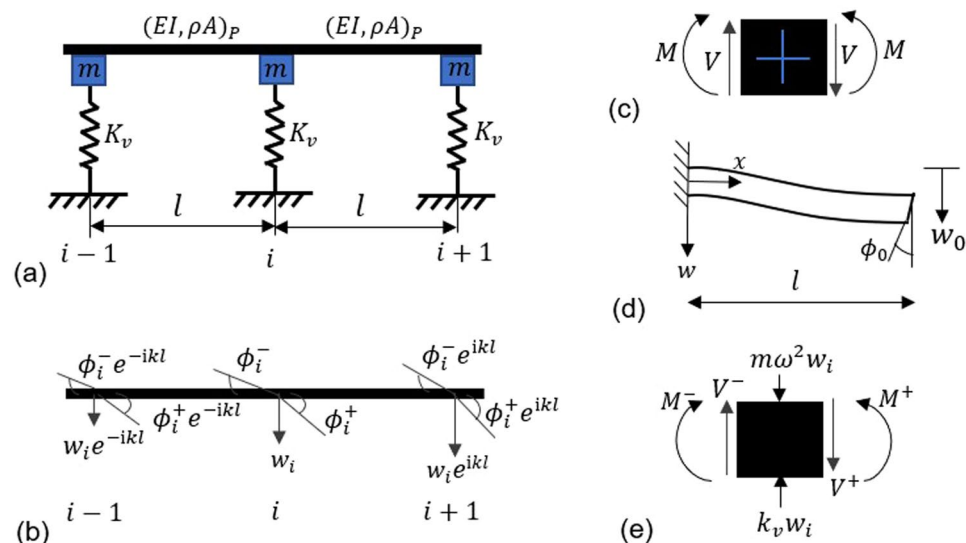 (EI, ρA)_P (EI, ρA)_P
m m m
K_v K_v K_v
l l
i − 1 i i + 1
(a)
ϕ_i^- e^{-ikl} ϕ_i^- ϕ_i^- e^{ikl}
ϕ_i^+ e^{-ikl} ϕ_i^+ ϕ_i^+ e^{ikl}
w_i e^{-ikl} w_i w_i e^{ikl}
i − 1 i i + 1
(b)
M V V M
(c)
x
w ϕ_0 w_0
l
(d)
mω^2 w_i
M^- V^- M^+
V^+
k_v w_i
(e)